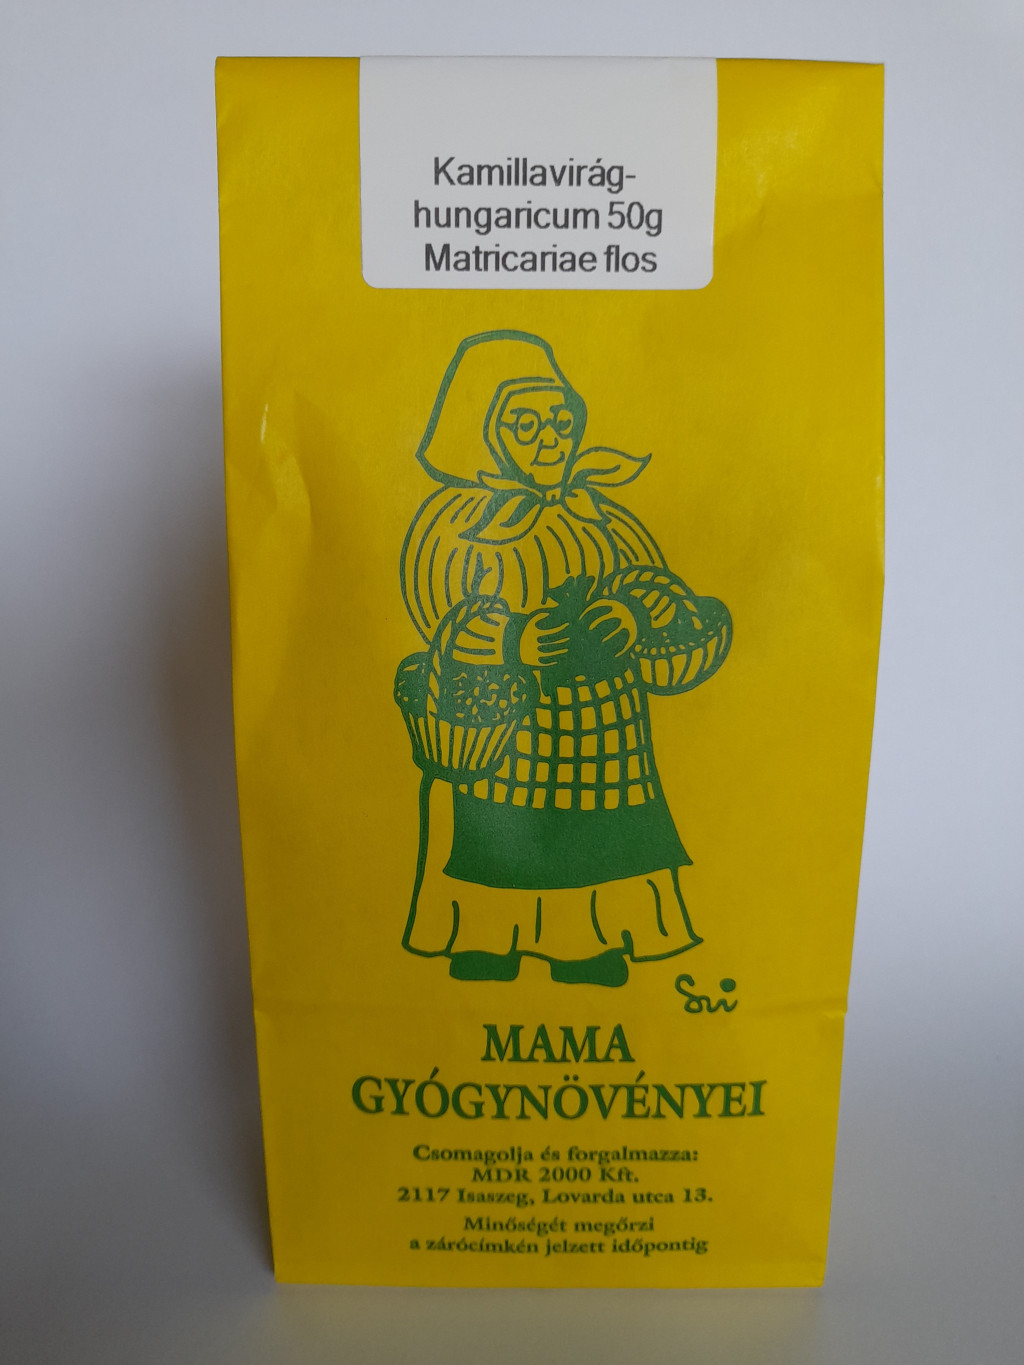 Kamillavirág-
hungaricum 50g
Matricariae flos
Sui
MAMA
GYÓGYNÖVÉNYEI
Csomagolja és forgalmazza:
MDR 2000 Kft.
2117 Isaszeg, Lovarda utca 13.
Minőségét megőrzi
a zárócímkén jelzett időpontig